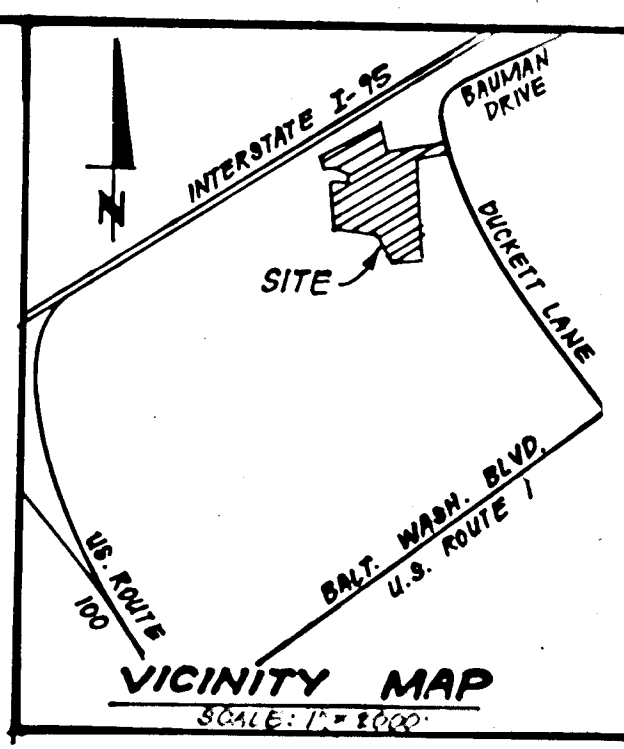 INTERSTATE I-95
BAUMAN
DRIVE
N
SITE
DUCKETT LANE
BALT. WASH. BLVD.
U.S. ROUTE 1
US. ROUTE
100
VICINITY MAP
SCALE: 1"=2000'